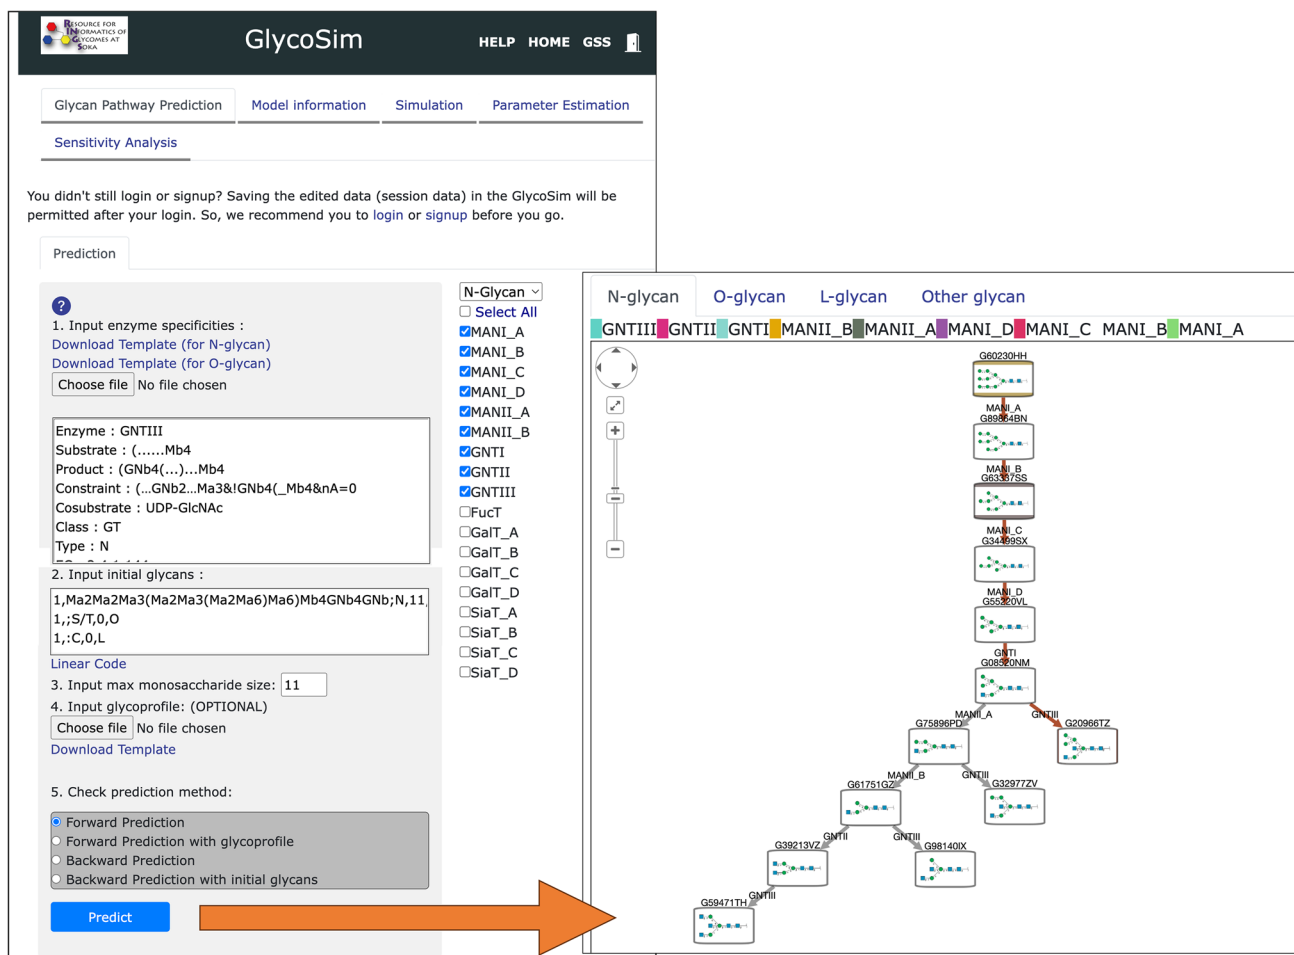 RESOURCE FOR
INFORMATICS OF
GLYCOMES AT
SOKA
GlycoSim
HELP HOME GSS
Glycan Pathway Prediction
Model information
Simulation
Parameter Estimation
Sensitivity Analysis
You didn't still login or signup? Saving the edited data (session data) in the GlycoSim will be
permitted after your login. So, we recommend you to login or signup before you go.
Prediction
?
1. Input enzyme specificities :
Download Template (for N-glycan)
Download Template (for O-glycan)
Choose file No file chosen
Enzyme : GNTIII
Substrate : (......Mb4
Product : (GNb4(...)...Mb4
Constraint : (...GNb2...Ma3&!GNb4(_Mb4&nA=0
Cosubstrate : UDP-GlcNAc
Class : GT
Type : N
2. Input initial glycans :
1,Ma2Ma2Ma3(Ma2Ma3(Ma2Ma6)Ma6)Mb4GNb4GNb;N,11,
1,;S/T,0,O
1,:C,0,L
Linear Code
3. Input max monosaccharide size: 11
4. Input glycoprofile: (OPTIONAL)
Choose file No file chosen
Download Template
5. Check prediction method:
Forward Prediction
Forward Prediction with glycoprofile
Backward Prediction
Backward Prediction with initial glycans
Predict
N-Glycan
Select All
MANI_A
MANI_B
MANI_C
MANI_D
MANII_A
MANII_B
GNTI
GNTII
GNTIII
FucT
GalT_A
GalT_B
GalT_C
GalT_D
SiaT_A
SiaT_B
SiaT_C
SiaT_D
N-glycan
O-glycan
L-glycan
Other glycan
GNTIII GNTII GNTI MANII_B MANII_A MANI_D MANI_C MANI_B MANI_A
G60230HH
MANI_A
G89864BN
MANI_B
G63337SS
MANI_C
G34499SX
MANI_D
G55220VL
GNTI
G08520NM
MANII_A
GNTIII
G75896PD
G20966TZ
MANII_B
GNTIII
G61751GZ
G32977ZV
GNTII
GNTIII
G39213VZ
G98140IX
GNTIII
G59471TH